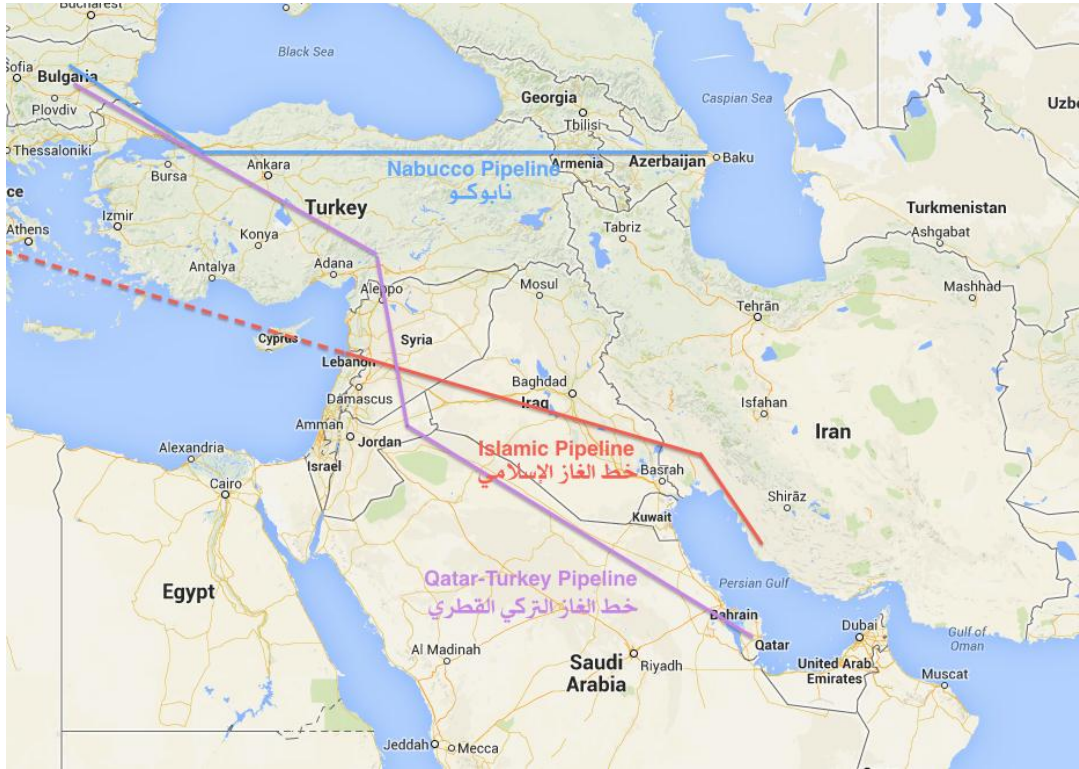 Bucharest
Black Sea
Sofia
Bulgaria
Plovdiv
Georgia
Tbilisi
Caspian Sea
Uzbe
Thessaloniki
Bursa
Ankara
Nabucco Pipeline
نابوكـو
Armenia
Azerbaijan
Baku
ce
Athens
Izmir
Turkey
Konya
Antalya
Adana
Tabriz
Turkmenistan
Ashgabat
Mashhad
Aleppo
Mosul
Tehrān
Cyprus
Syria
Lebanon
Damascus
Baghdad
Iraq
Isfahan
Iran
Amman
Jordan
Israel
Alexandria
Cairo
Islamic Pipeline
خط الغاز الإسلامي
Basrah
Shirāz
Kuwait
Qatar-Turkey Pipeline
خط الغاز التركي القطري
Persian Gulf
Egypt
Bahrain
Qatar
Dubai
Gulf of
Oman
Al Madinah
Saudi
Arabia
Riyadh
United Arab
Emirates
Muscat
Jeddah
Mecca